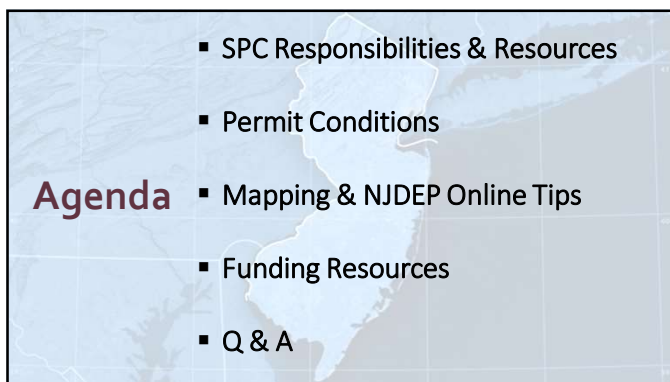 Agenda
▪ SPC Responsibilities & Resources
▪ Permit Conditions
▪ Mapping & NJDEP Online Tips
▪ Funding Resources
▪ Q & A